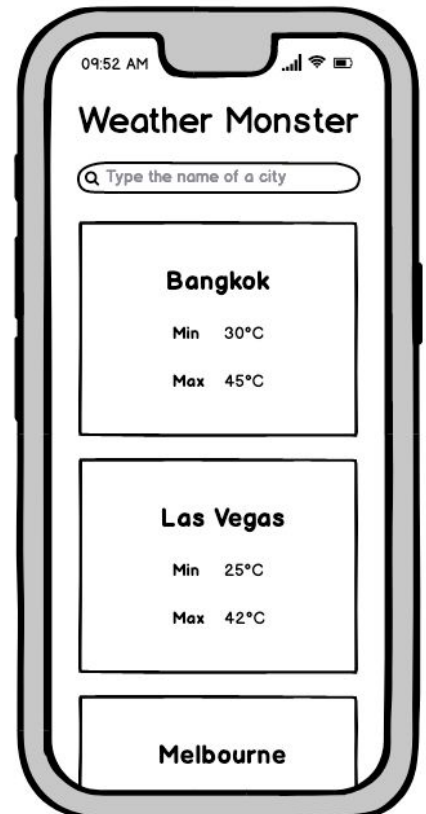 09:52 AM
Weather Monster
Type the name of a city
Bangkok
Min 30°C
Max 45°C
Las Vegas
Min 25°C
Max 42°C
Melbourne